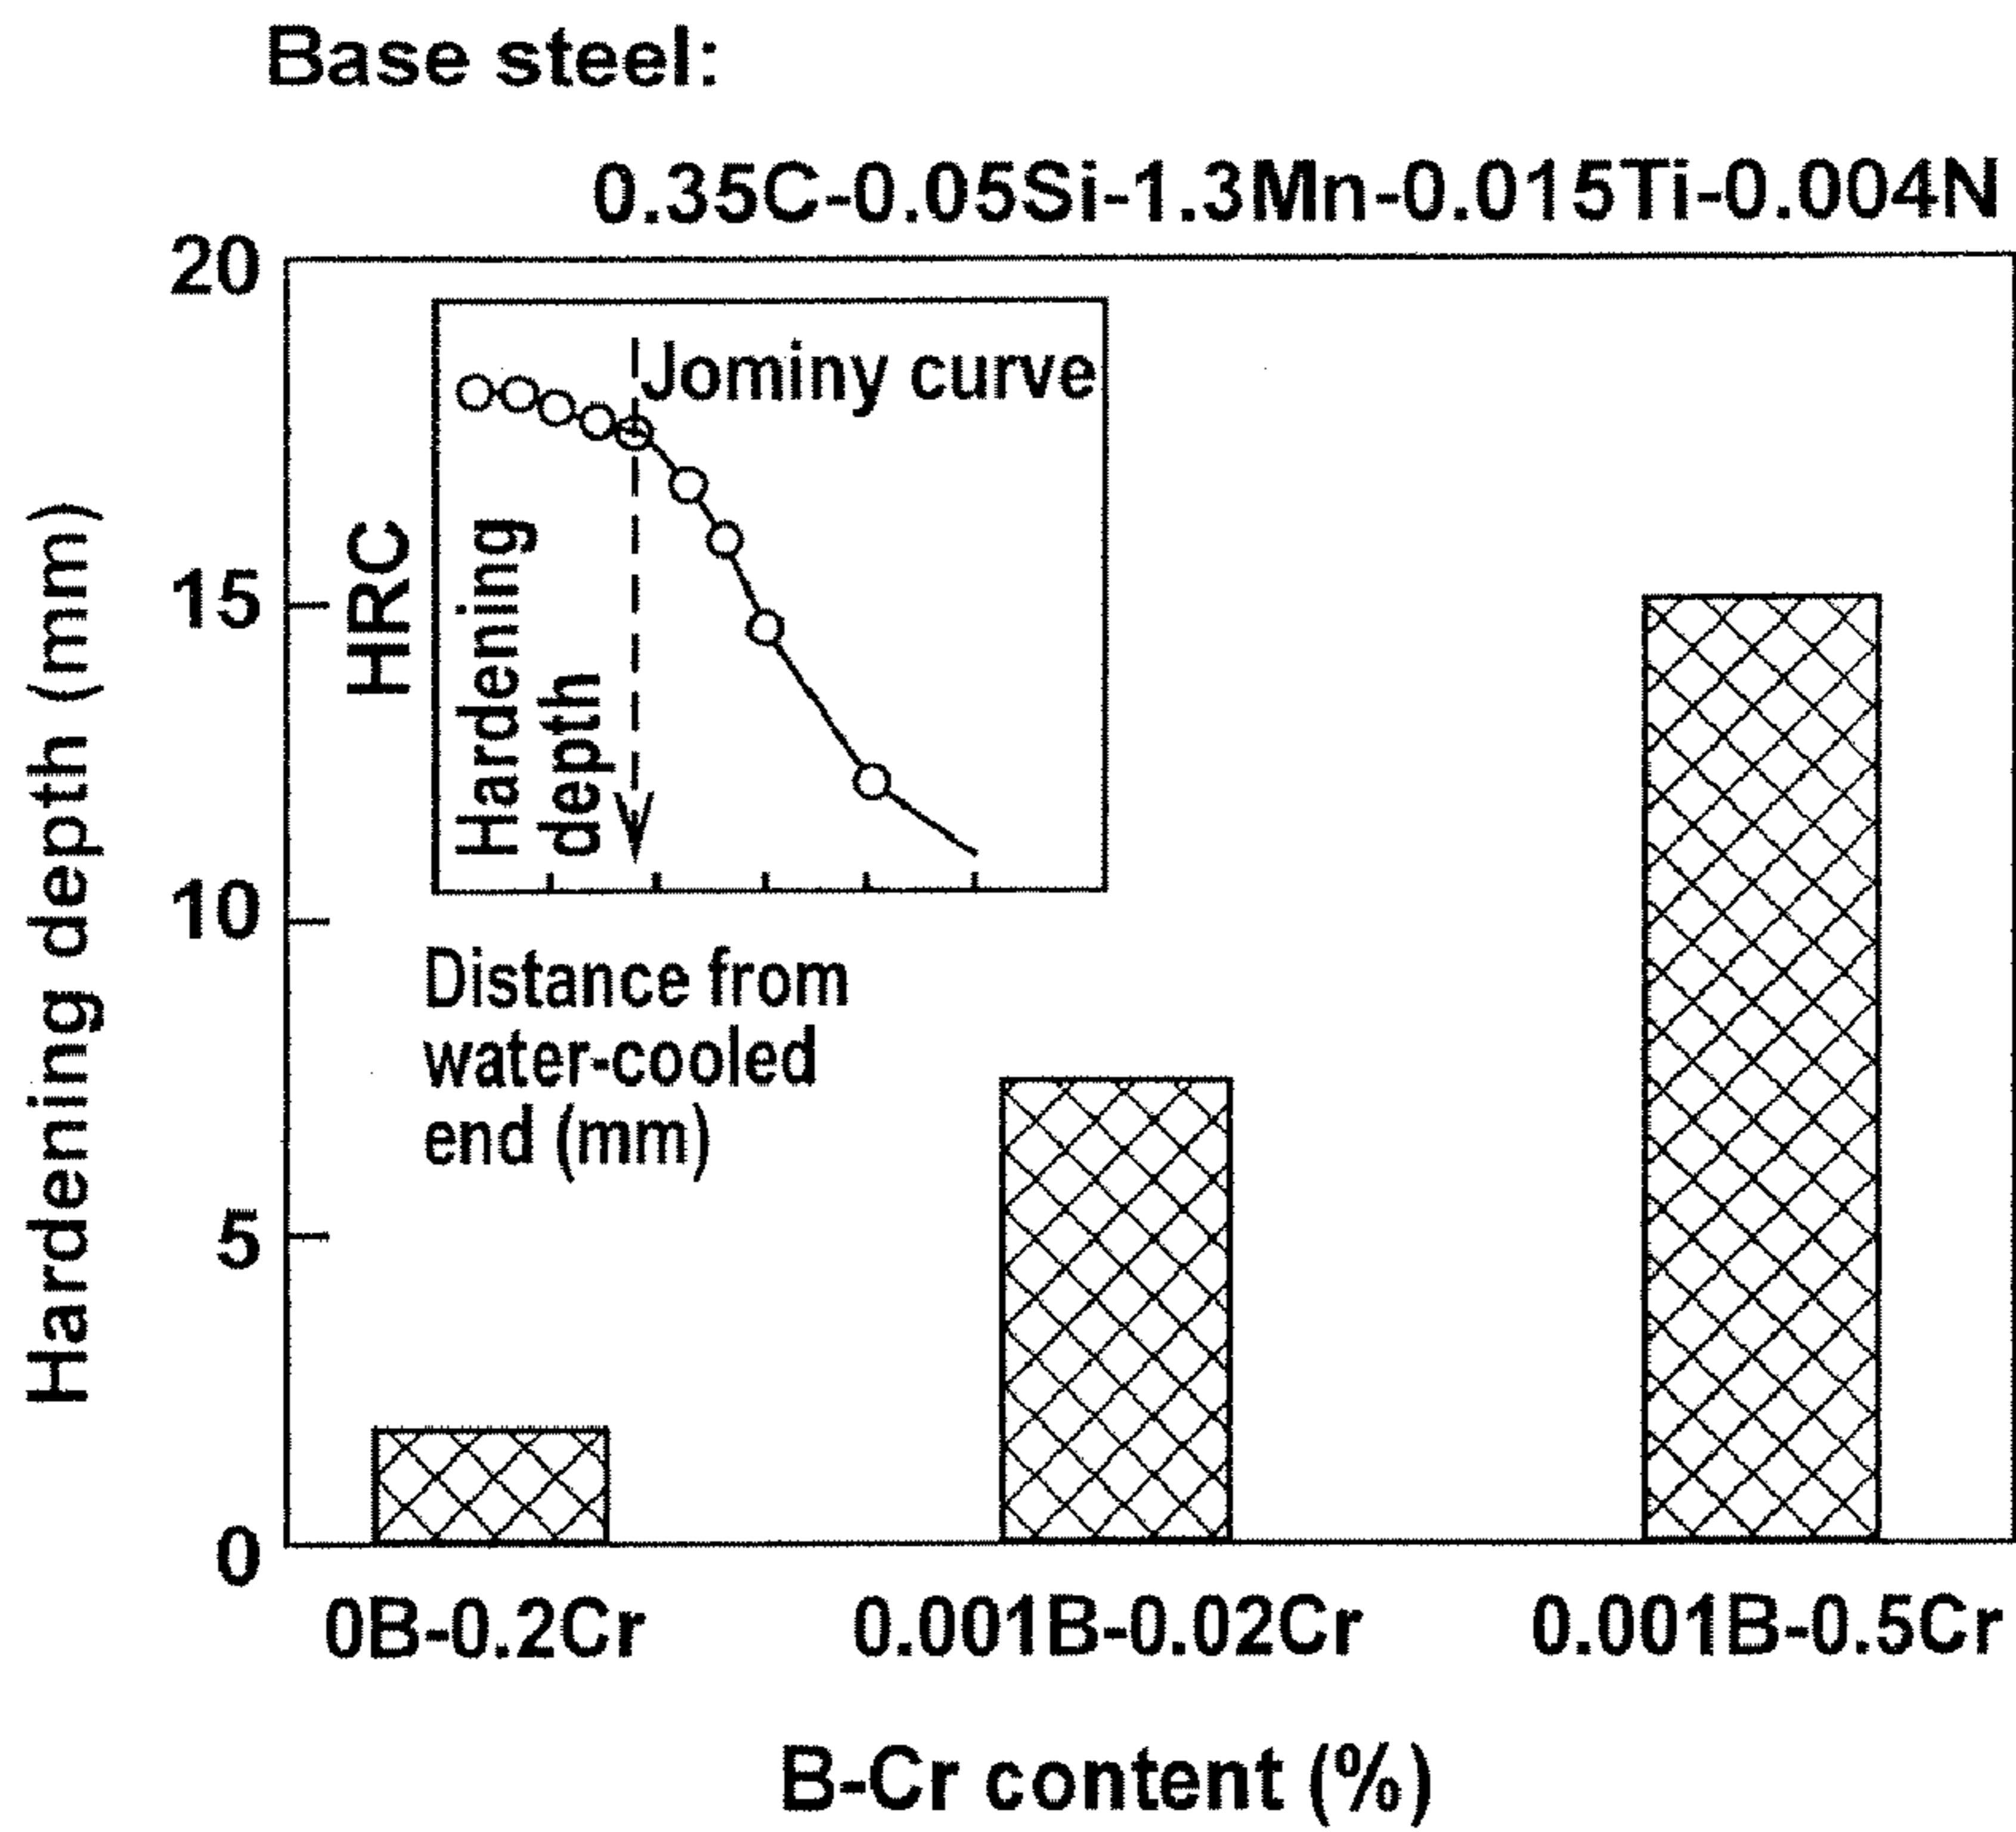 Base steel:
0.35C-0.05Si-1.3Mn-0.015Ti-0.004N
Hardening depth (mm)
20
15
10
5
0
Jominy curve
HRC
Hardening
depth
Distance from
water-cooled
end (mm)
0B-0.2Cr
0.001B-0.02Cr
0.001B-0.5Cr
B-Cr content (%)